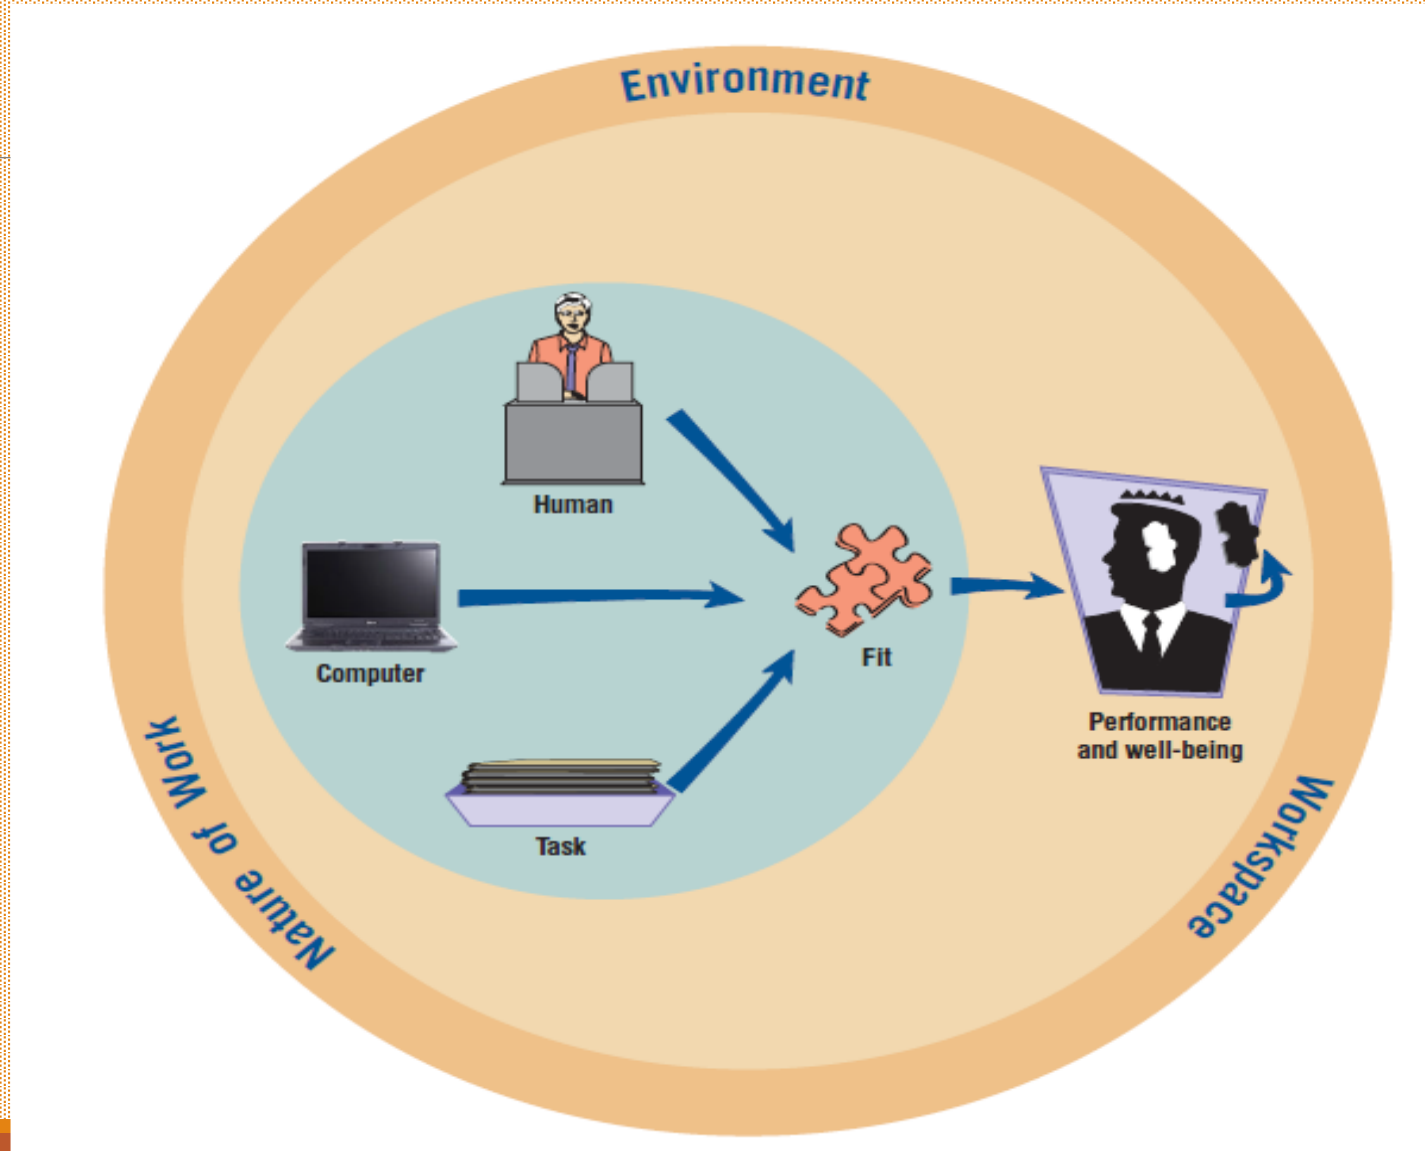 Environment
Human
Computer
Fit
Task
Performance
and well-being
Nature of Work
Workspace